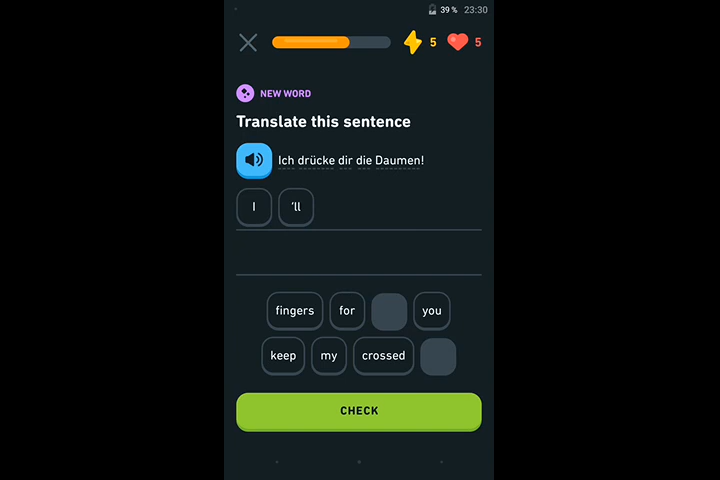 39 % 23:30
5 5
NEW WORD
Translate this sentence
Ich drücke dir die Daumen!
I 'll
fingers for you
keep my crossed
CHECK